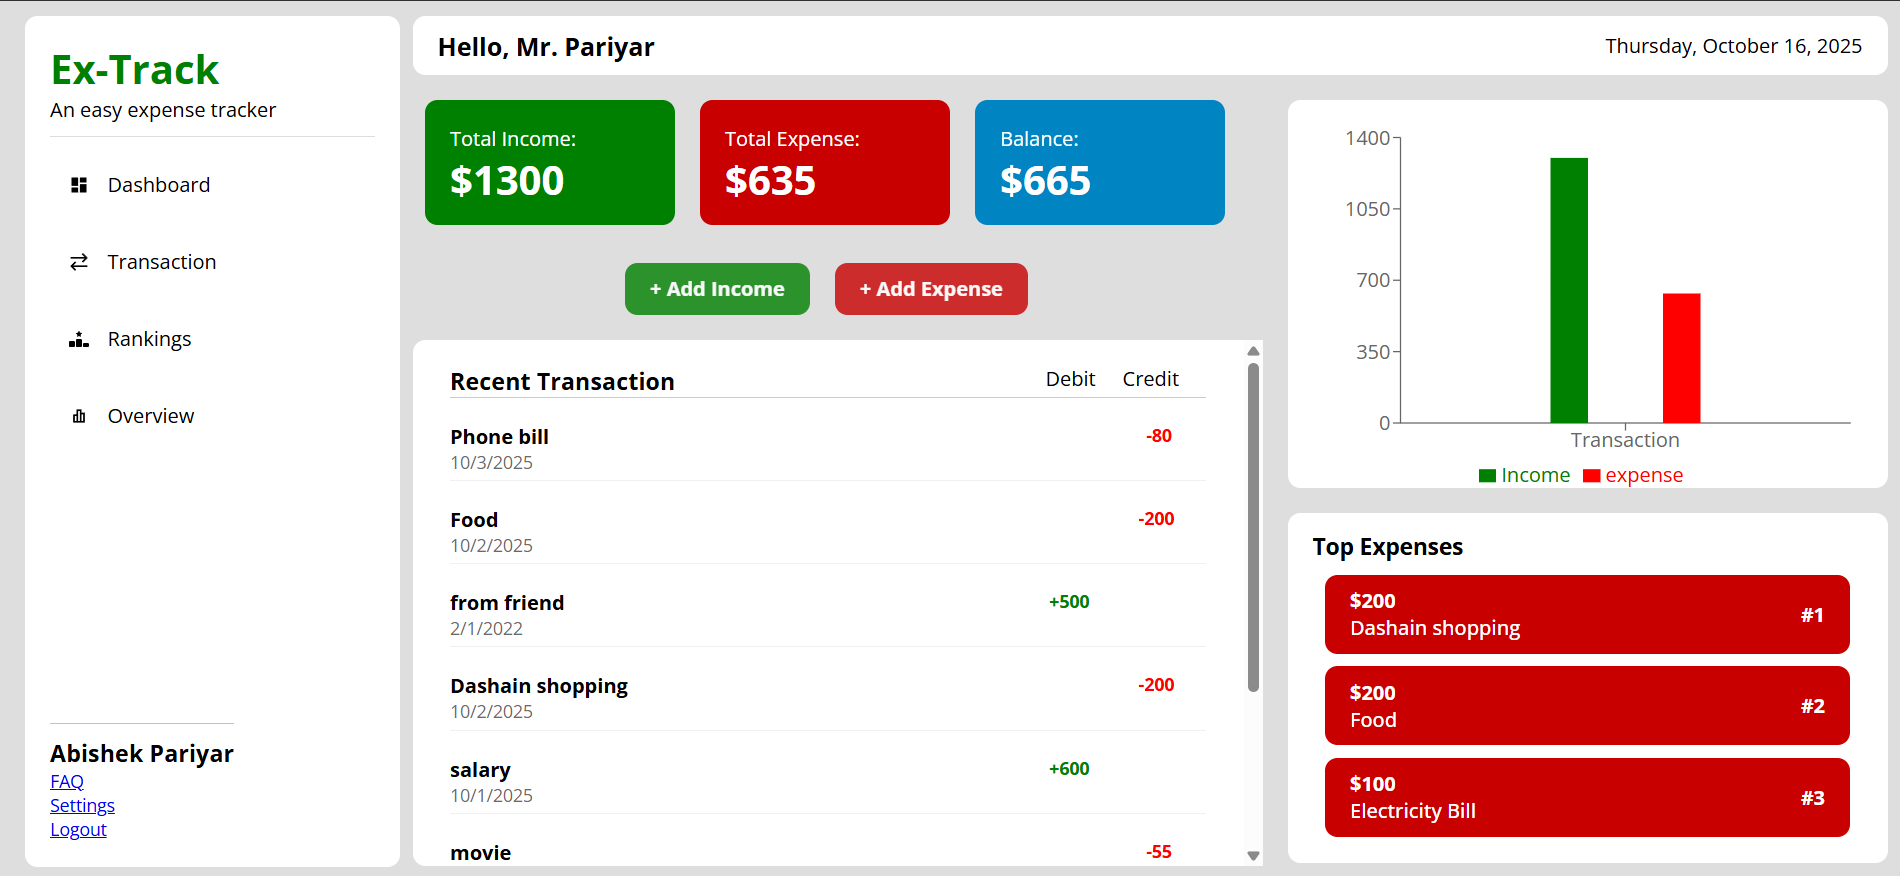 Ex-Track
An easy expense tracker
Dashboard
Transaction
Rankings
Overview
Abishek Pariyar
FAQ
Settings
Logout
Hello, Mr. Pariyar
Thursday, October 16, 2025
Total Income:
$1300
Total Expense:
$635
Balance:
$665
+ Add Income
+ Add Expense
Recent Transaction Debit Credit
Phone bill -80
10/3/2025
Food -200
10/2/2025
from friend +500
2/1/2022
Dashain shopping -200
10/2/2025
salary +600
10/1/2025
movie -55
1400
1050
700
350
0
Transaction
Income expense
Top Expenses
$200
Dashain shopping
#1
$200
Food
#2
$100
Electricity Bill
#3